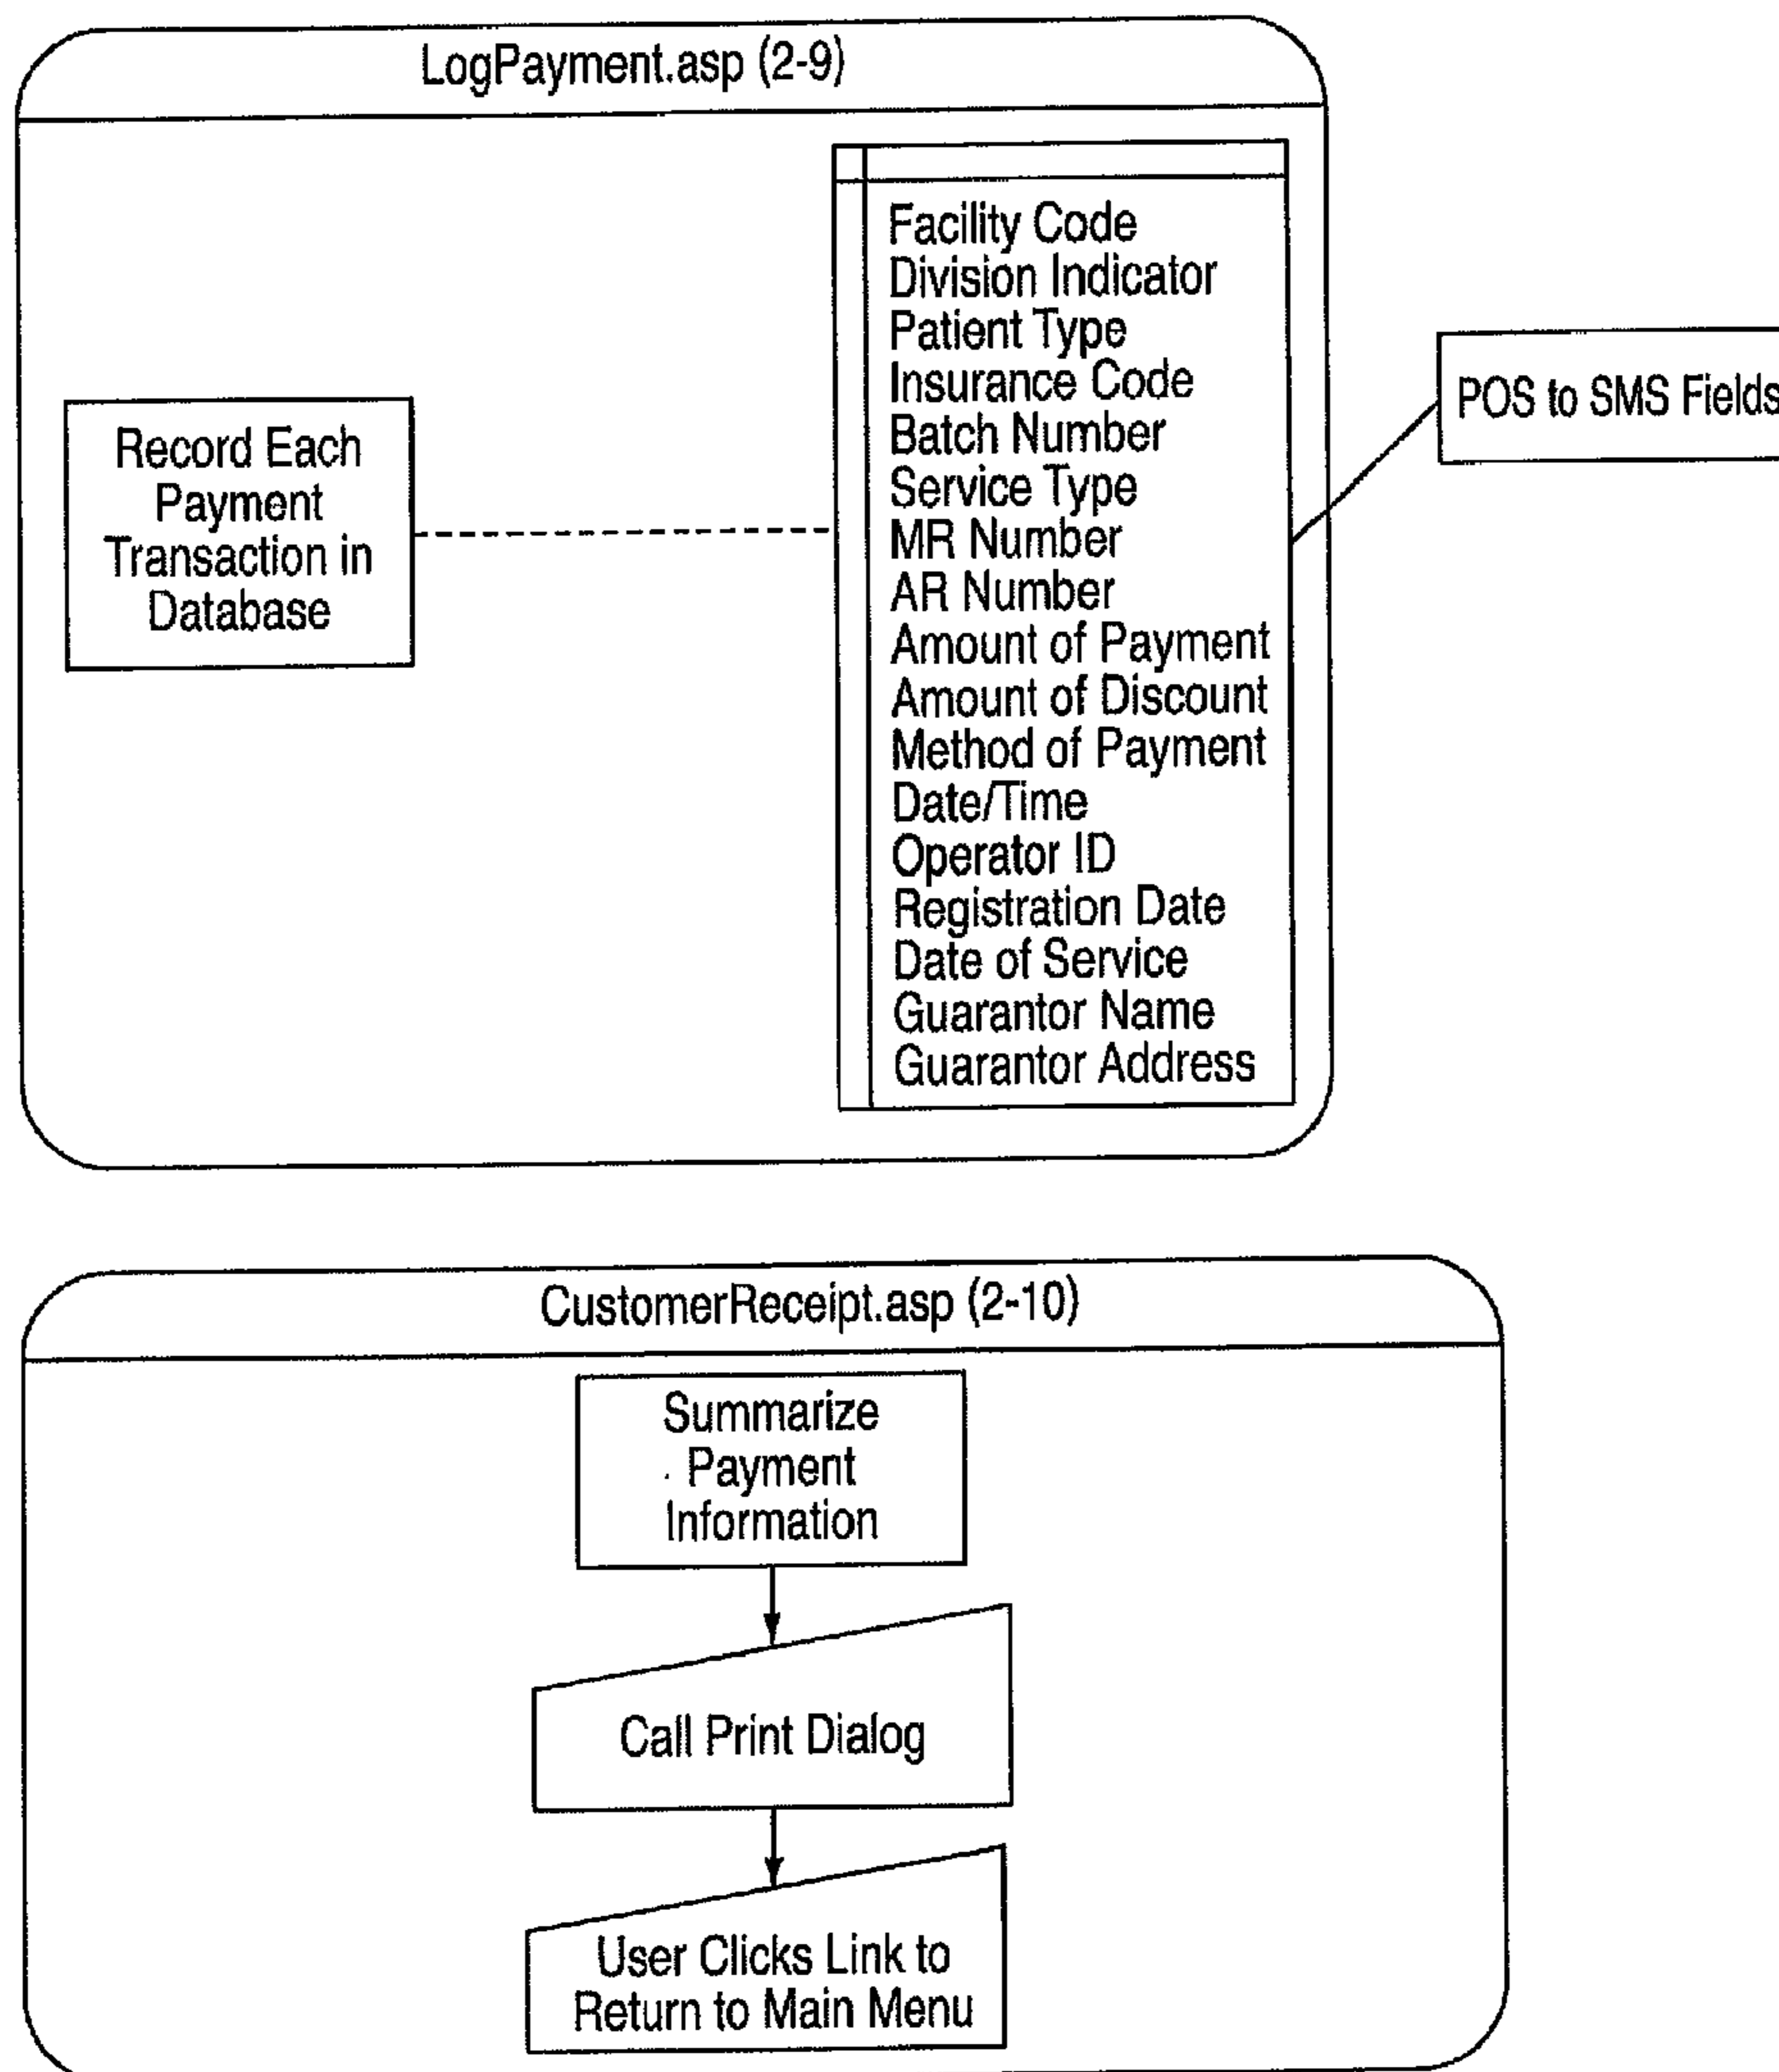 LogPayment.asp (2-9)
Record Each
Payment
Transaction in
Database
Facility Code
Division Indicator
Patient Type
Insurance Code
Batch Number
Service Type
MR Number
AR Number
Amount of Payment
Amount of Discount
Method of Payment
Date/Time
Operator ID
Registration Date
Date of Service
Guarantor Name
Guarantor Address
POS to SMS Fields
CustomerReceipt.asp (2-10)
Summarize
Payment
Information
Call Print Dialog
User Clicks Link to
Return to Main Menu